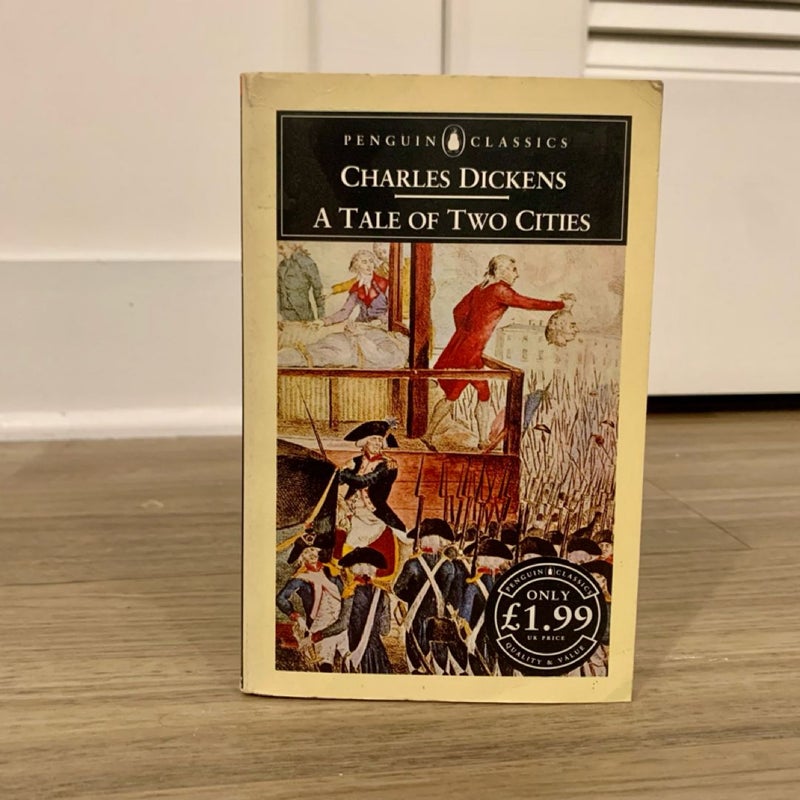 PENGUIN CLASSICS
CHARLES DICKENS
A TALE OF TWO CITIES
PENGUIN CLASSICS
ONLY
£1.99
UK PRICE
QUALITY & VALUE